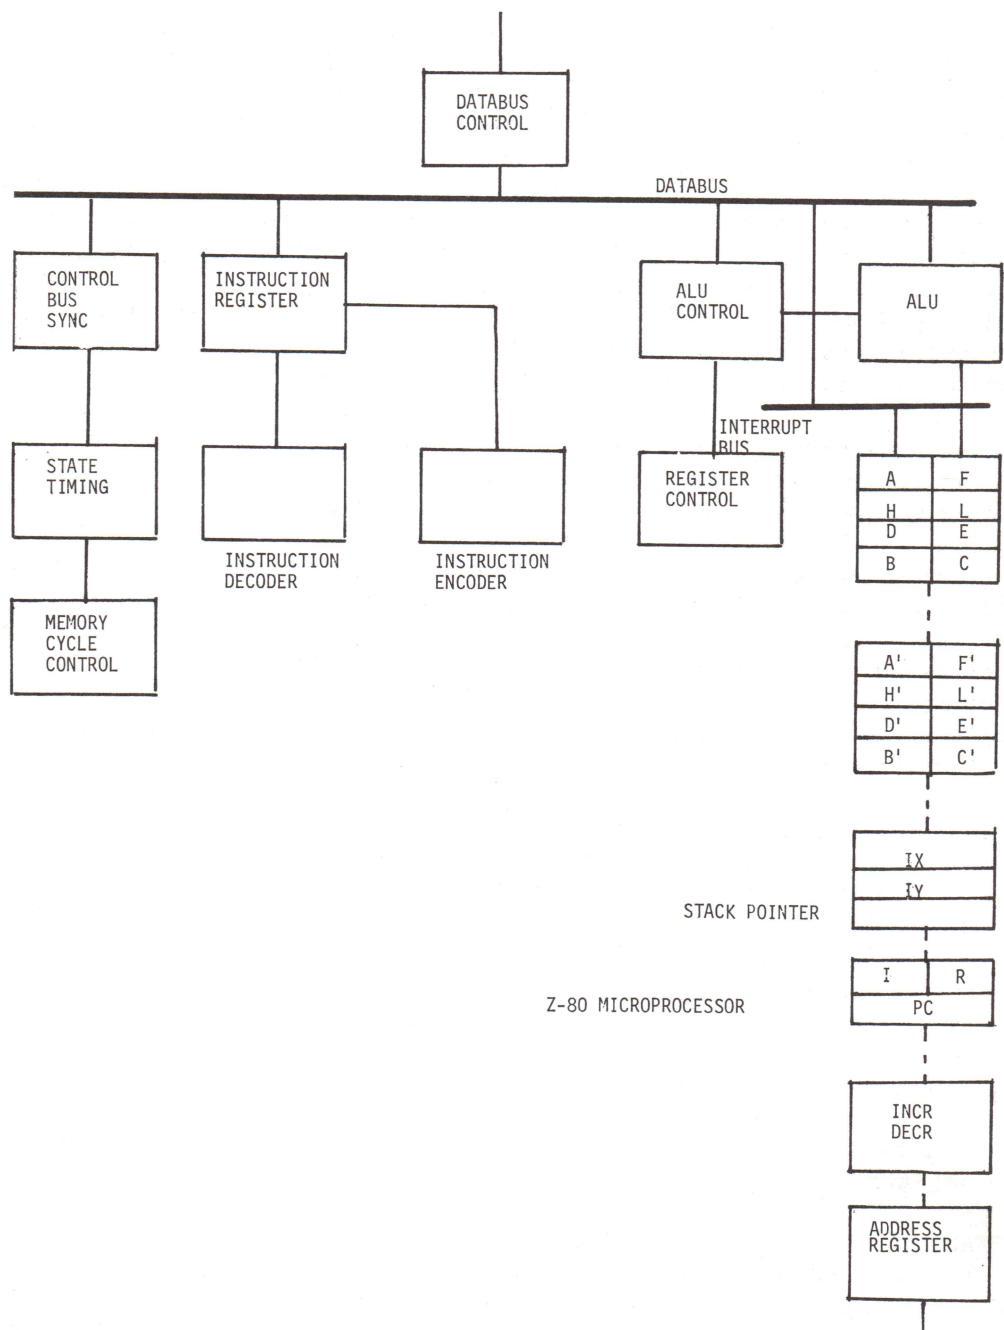 DATABUS
CONTROL
DATABUS
CONTROL
BUS
SYNC
INSTRUCTION
REGISTER
ALU
CONTROL
ALU
INTERRUPT
BUS
STATE
TIMING
REGISTER
CONTROL
A F
H L
D E
B C
INSTRUCTION
DECODER
INSTRUCTION
ENCODER
MEMORY
CYCLE
CONTROL
A' F'
H' L'
D' E'
B' C'
IX
IY
STACK POINTER
I R
PC
Z-80 MICROPROCESSOR
INCR
DECR
ADDRESS
REGISTER